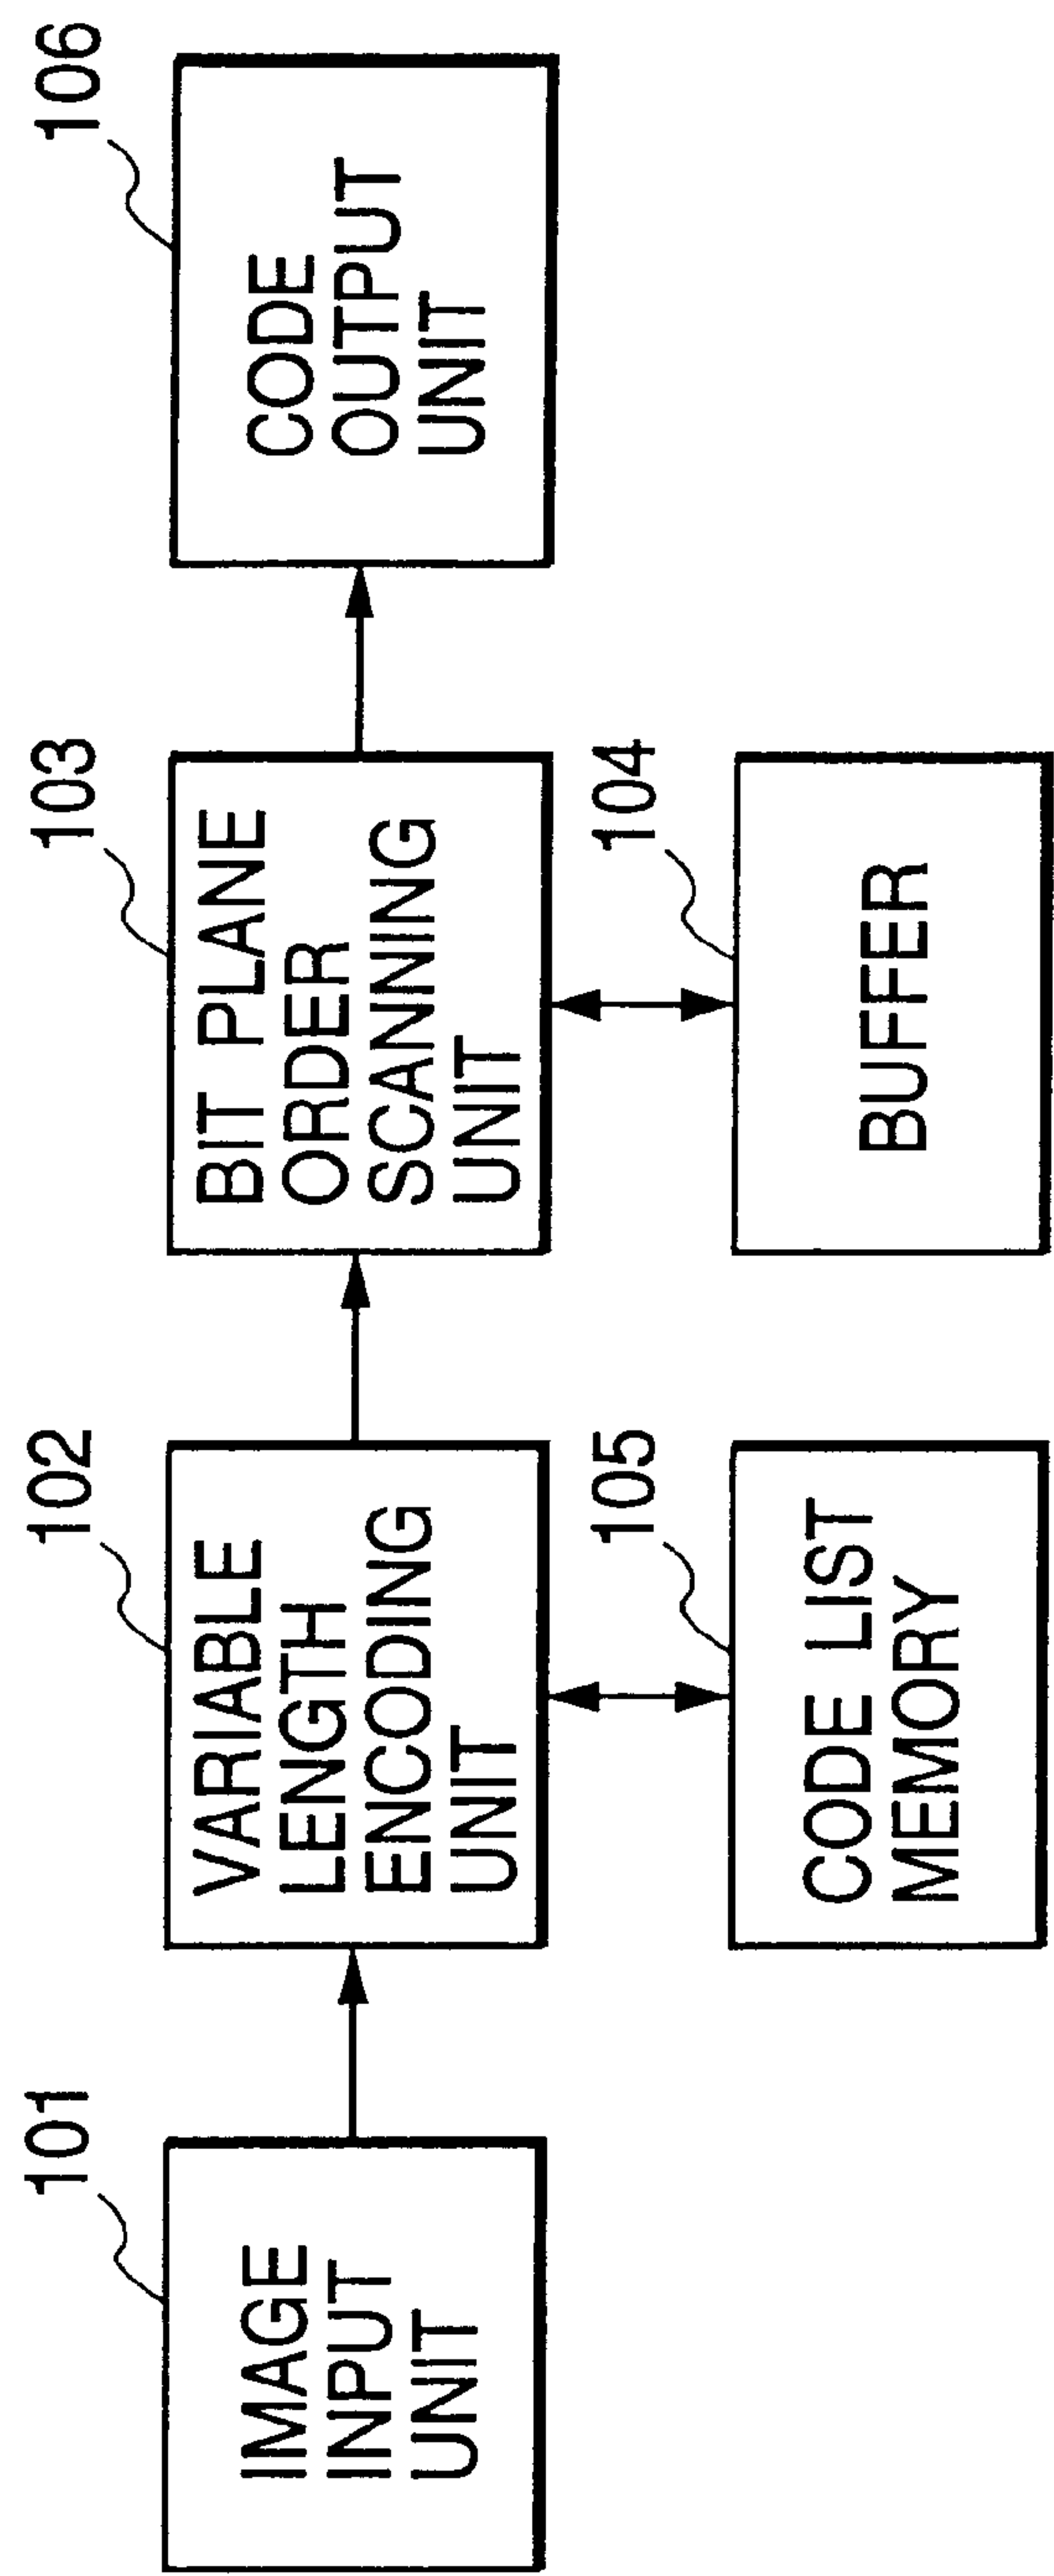 101
IMAGE
INPUT
UNIT
102
VARIABLE
LENGTH
ENCODING
UNIT
103
BIT PLANE
ORDER
SCANNING
UNIT
106
CODE
OUTPUT
UNIT
105
CODE LIST
MEMORY
104
BUFFER